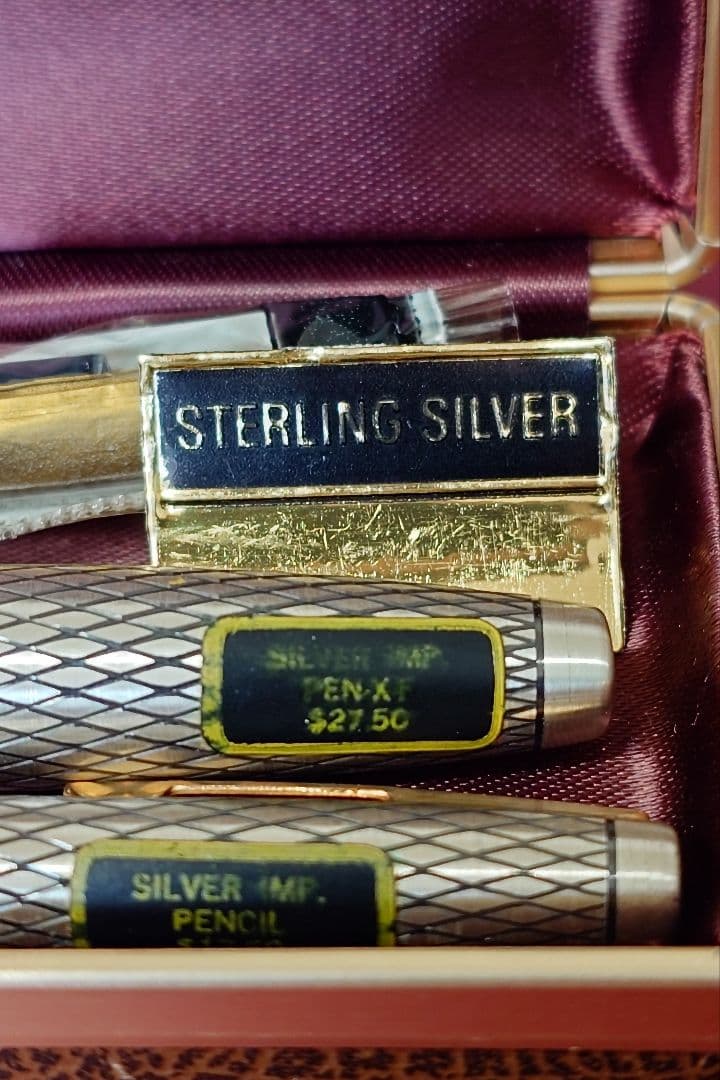 STERLING SILVER
SILVER IMP.
PEN-XF
$27.50
SILVER IMP.
PENCIL